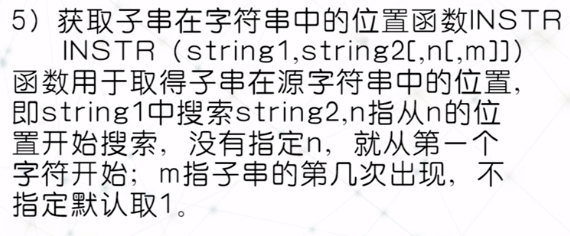 5）获取子串在字符串中的位置函数INSTR
INSTR（string1,string2[,n[,m]]）
函数用于取得子串在源字符串中的位置，
即string1中搜索string2,n指从n的位
置开始搜索，没有指定n，就从第一个
字符开始；m指子串的第几次出现，不
指定默认取1。